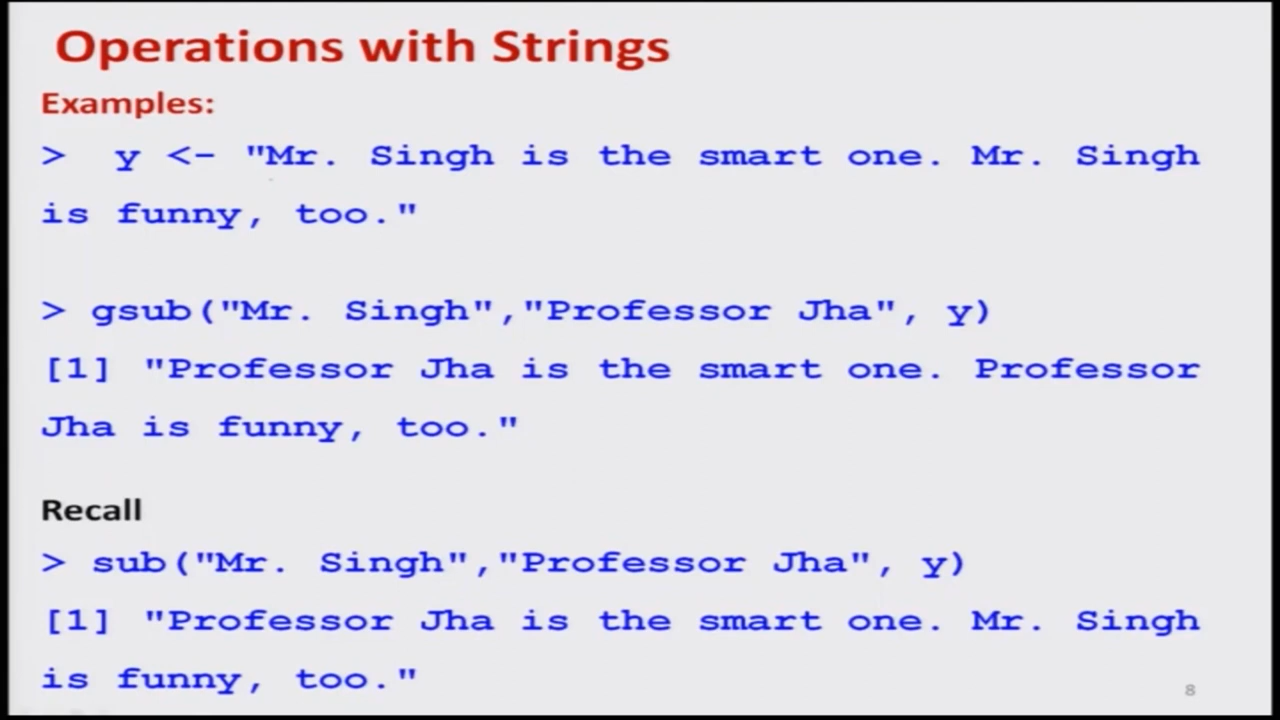 Operations with Strings
Examples:
> y <- "Mr. Singh is the smart one. Mr. Singh
is funny, too."
> gsub("Mr. Singh","Professor Jha", y)
[1] "Professor Jha is the smart one. Professor
Jha is funny, too."
Recall
> sub("Mr. Singh","Professor Jha", y)
[1] "Professor Jha is the smart one. Mr. Singh
is funny, too."
8